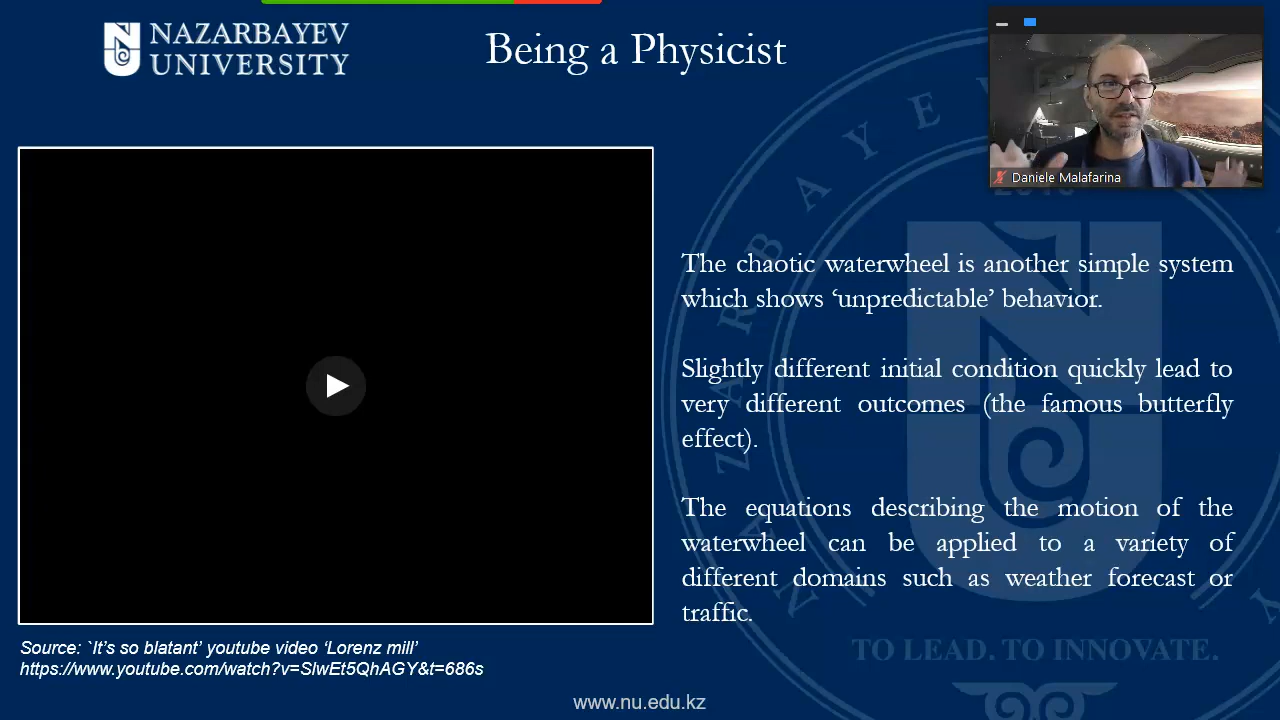 NAZARBAYEV
UNIVERSITY
Being a Physicist
Daniele Malafarina
The chaotic waterwheel is another simple system
which shows ‘unpredictable’ behavior.
Slightly different initial condition quickly lead to
very different outcomes (the famous butterfly
effect).
The equations describing the motion of the
waterwheel can be applied to a variety of
different domains such as weather forecast or
traffic.
Source: `It’s so blatant’ youtube video ‘Lorenz mill’
https://www.youtube.com/watch?v=SlwEt5QhAGY&t=686s
TO LEAD. TO INNOVATE.
www.nu.edu.kz